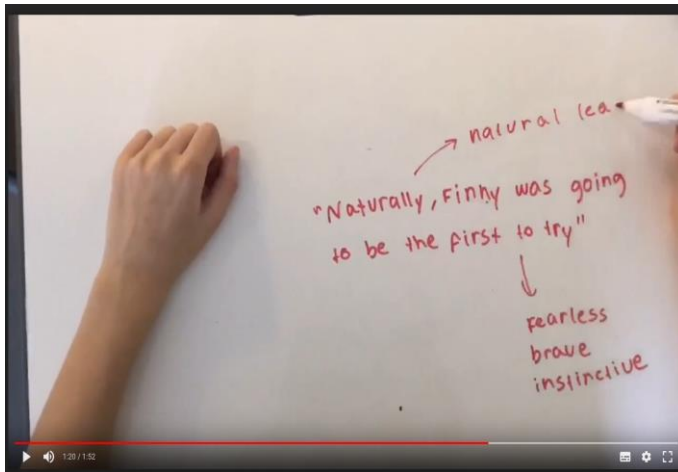 natural lea
"Naturally, Finny was going
to be the first to try"
fearless
brave
instinctive
1:20 / 1:52